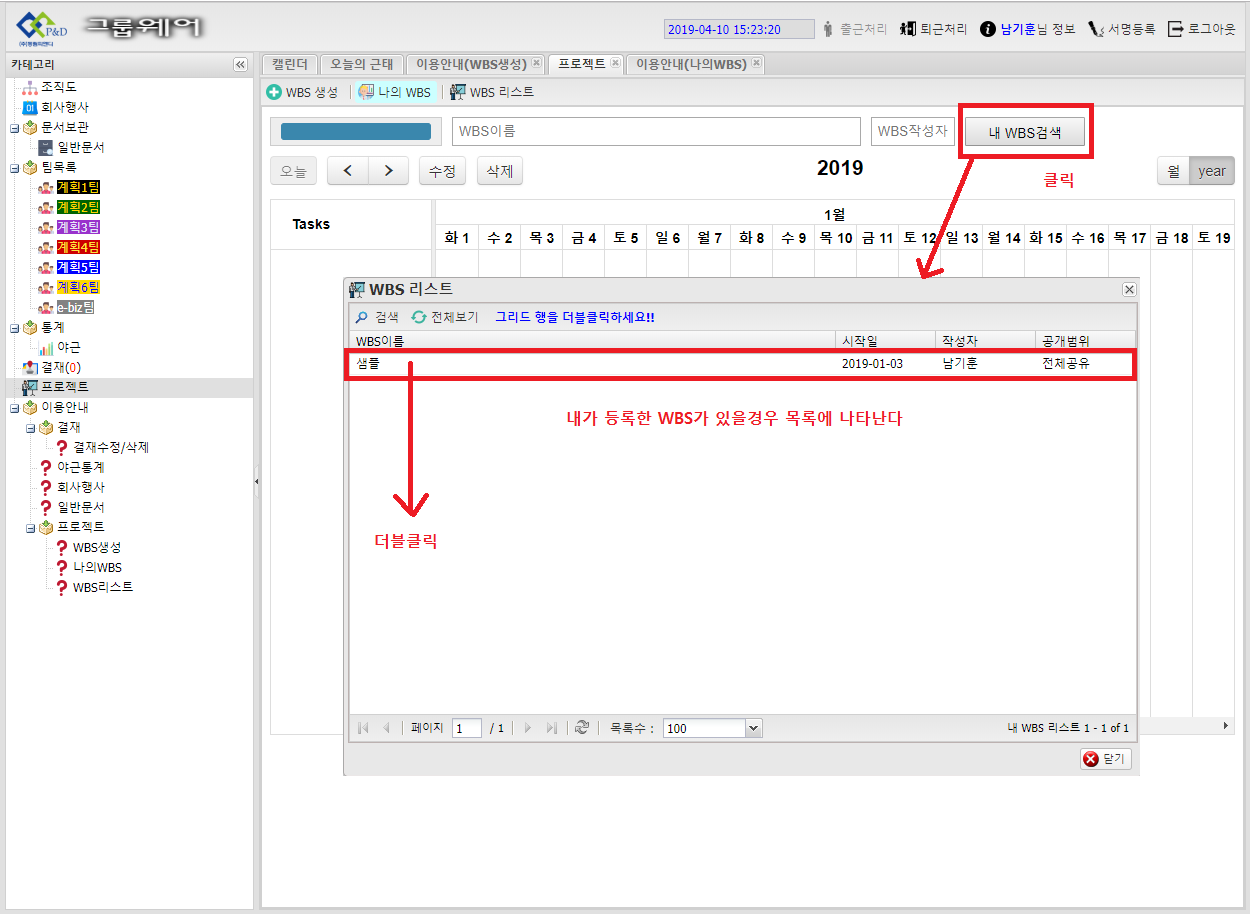 P&D 그룹웨어
(주)평화피앤디
2019-04-10 15:23:20 출근처리 퇴근처리 남기훈님 정보 서명등록 로그아웃
카테고리
조직도
회사행사
문서보관
일반문서
팀목록
계획1팀
계획2팀
계획3팀
계획4팀
계획5팀
계획6팀
e-biz팀
통계
야근
결재(0)
프로젝트
이용안내
결재
결재수정/삭제
야근통계
회사행사
일반문서
프로젝트
WBS생성
나의WBS
WBS리스트
캘린더 오늘의 근태 이용안내(WBS생성) 프로젝트 이용안내(나의WBS)
WBS 생성 나의 WBS WBS 리스트
WBS이름 WBS작성자 내 WBS검색
클릭
오늘 < > 수정 삭제 2019 월 year
Tasks
1월
화 1 수 2 목 3 금 4 토 5 일 6 월 7 화 8 수 9 목 10 금 11 토 12 일 13 월 14 화 15 수 16 목 17 금 18 토 19
WBS 리스트
검색 전체보기 그리드 행을 더블클릭하세요!!
WBS이름 시작일 작성자 공개범위
샘플 2019-01-03 남기훈 전체공유
내가 등록한 WBS가 있을경우 목록에 나타난다
더블클릭
페이지 1 / 1 목록수 : 100 내 WBS 리스트 1 - 1 of 1
닫기